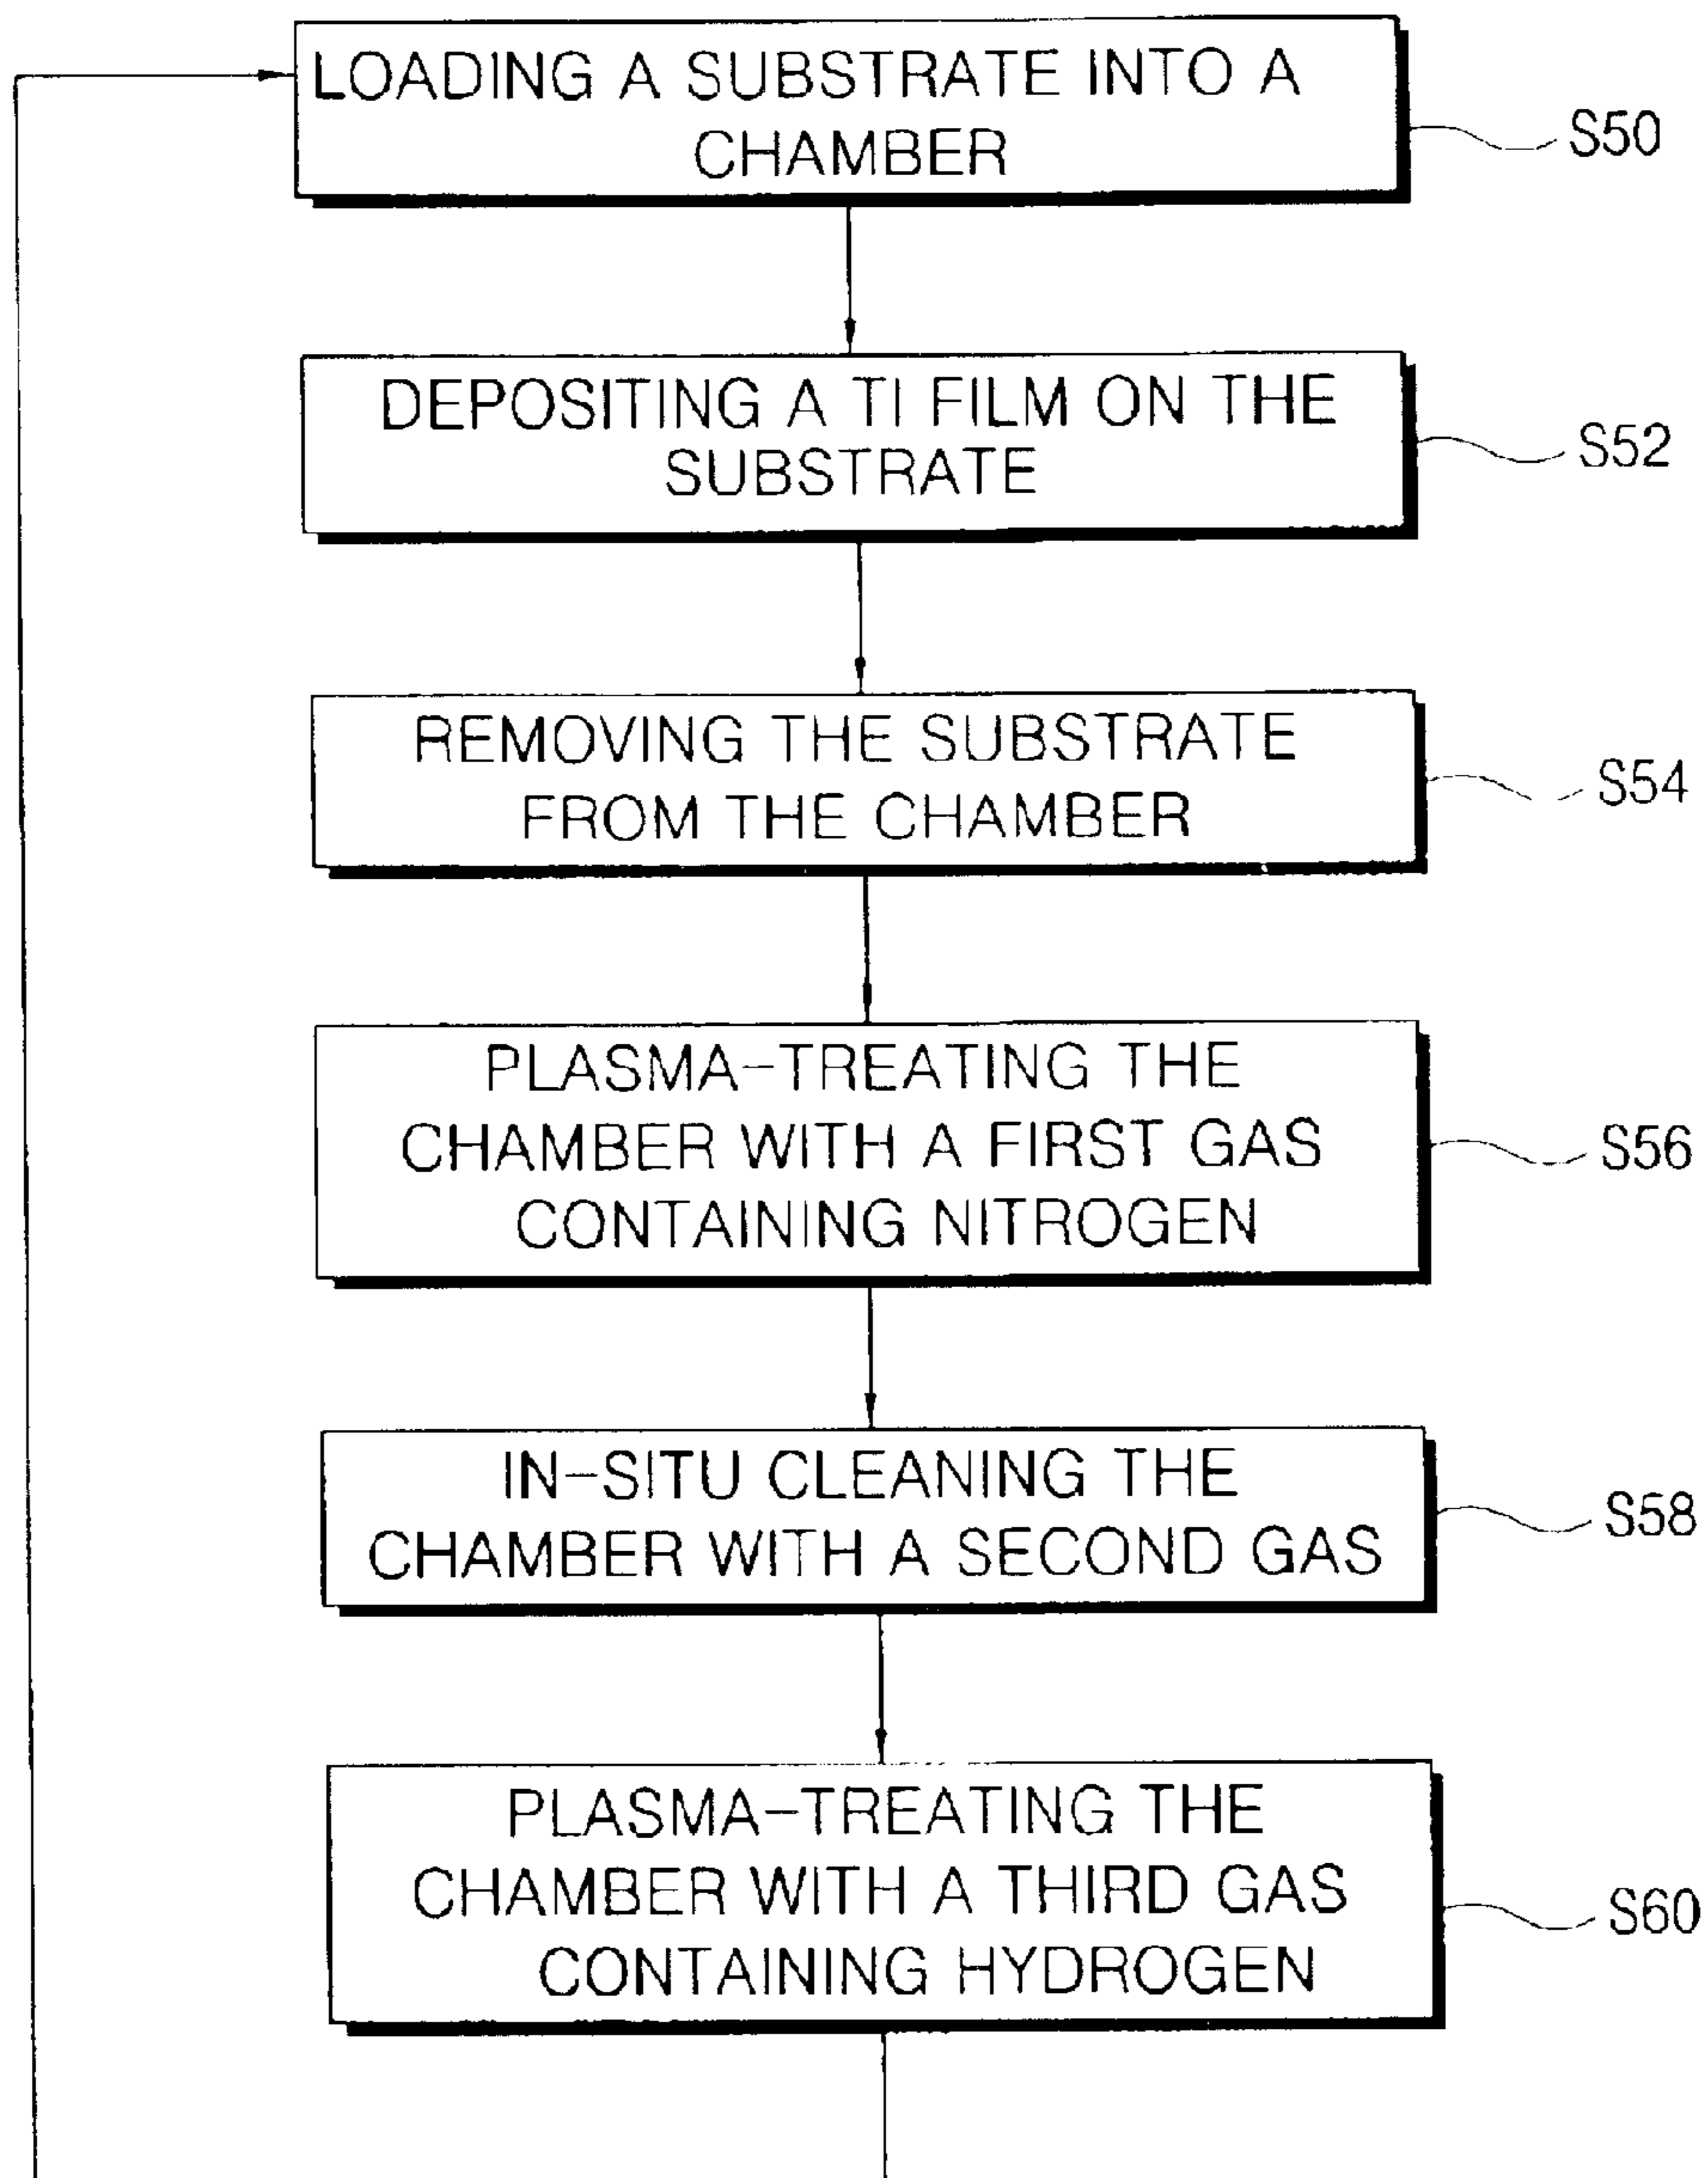 LOADING A SUBSTRATE INTO A
CHAMBER
S50
DEPOSITING A TI FILM ON THE
SUBSTRATE
S52
REMOVING THE SUBSTRATE
FROM THE CHAMBER
S54
PLASMA-TREATING THE
CHAMBER WITH A FIRST GAS
CONTAINING NITROGEN
S56
IN-SITU CLEANING THE
CHAMBER WITH A SECOND GAS
S58
PLASMA-TREATING THE
CHAMBER WITH A THIRD GAS
CONTAINING HYDROGEN
S60